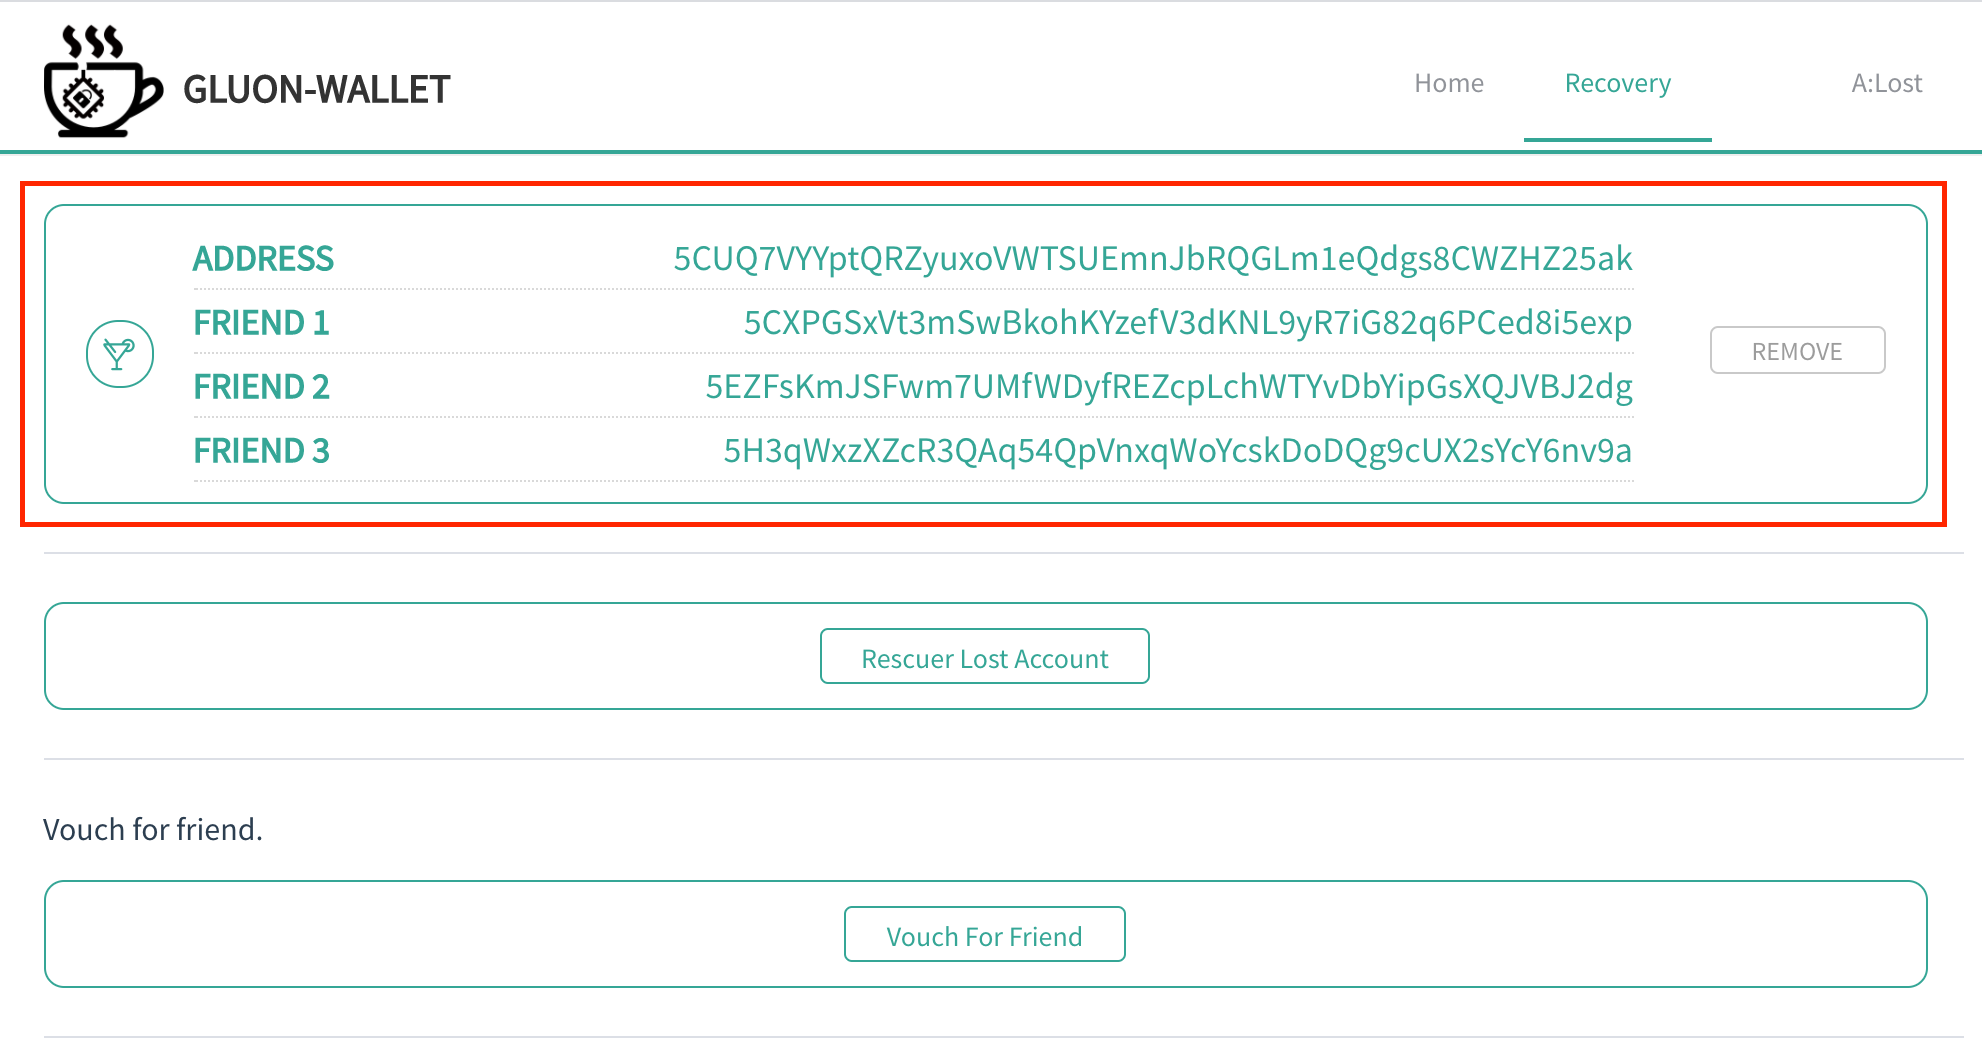 GLUON-WALLET
Home
Recovery
A:Lost
ADDRESS 5CUQ7VYYptQRZyuxoVWTSUEmnJbRQGLm1eQdgs8CWZHZ25ak
FRIEND 1 5CXPGSxVt3mSwBkohKYzefV3dKNL9yR7iG82q6PCed8i5exp
FRIEND 2 5EZFsKmJSFwm7UMfWDyfREZcpLchWTYvDbYipGsXQJVBJ2dg
FRIEND 3 5H3qWxzXZcR3QAq54QpVnxqWoYcskDoDQg9cUX2sYcY6nv9a
REMOVE
Rescuer Lost Account
Vouch for friend.
Vouch For Friend